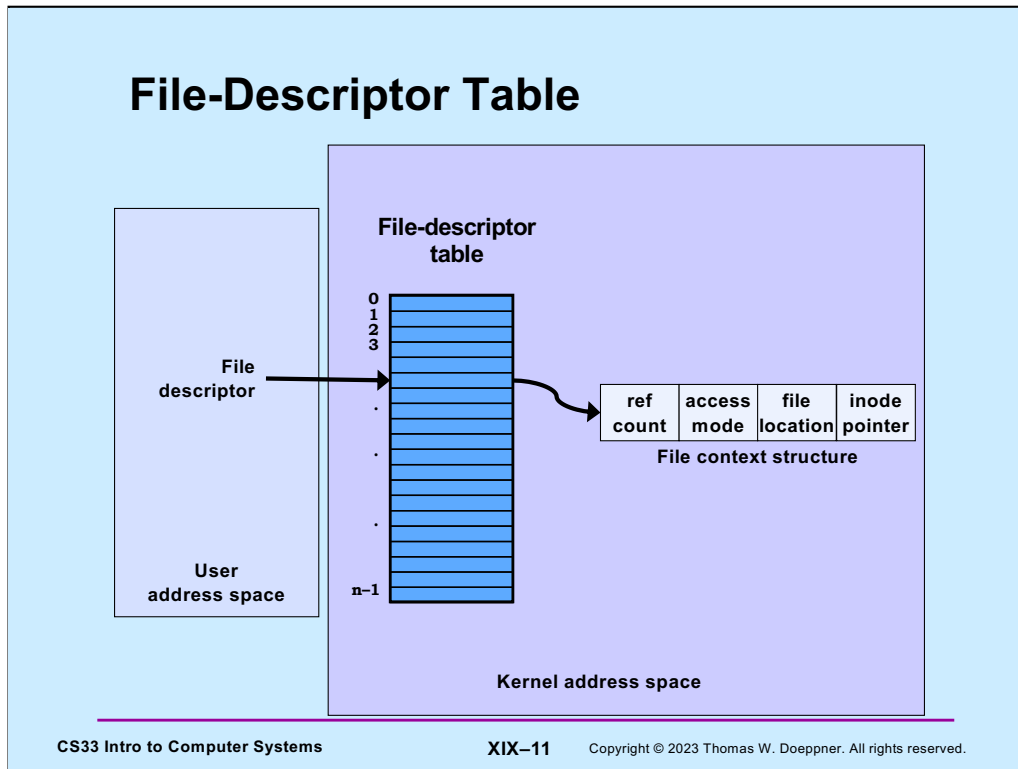 File-Descriptor Table
File-descriptor
table
0
1
2
3
.
.
.
n–1
File
descriptor
User
address space
ref
count
access
mode
file
location
inode
pointer
File context structure
Kernel address space
CS33 Intro to Computer Systems
XIX–11
Copyright © 2023 Thomas W. Doeppner. All rights reserved.